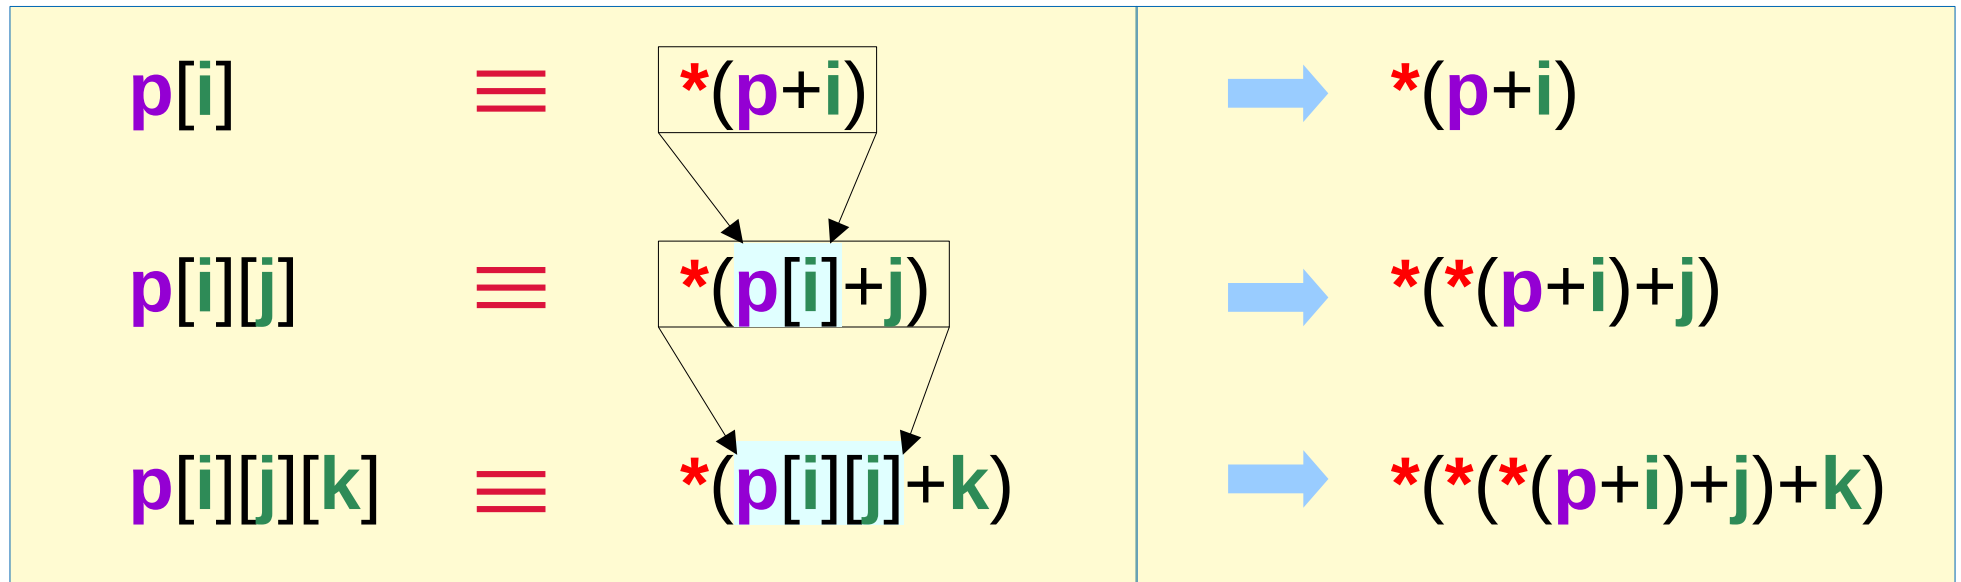 p[i] ≡ *(p+i) *(p+i)
p[i][j] ≡ *(p[i]+j) *(*(p+i)+j)
p[i][j][k] ≡ *(p[i][j]+k) *(*(*(p+i)+j)+k)